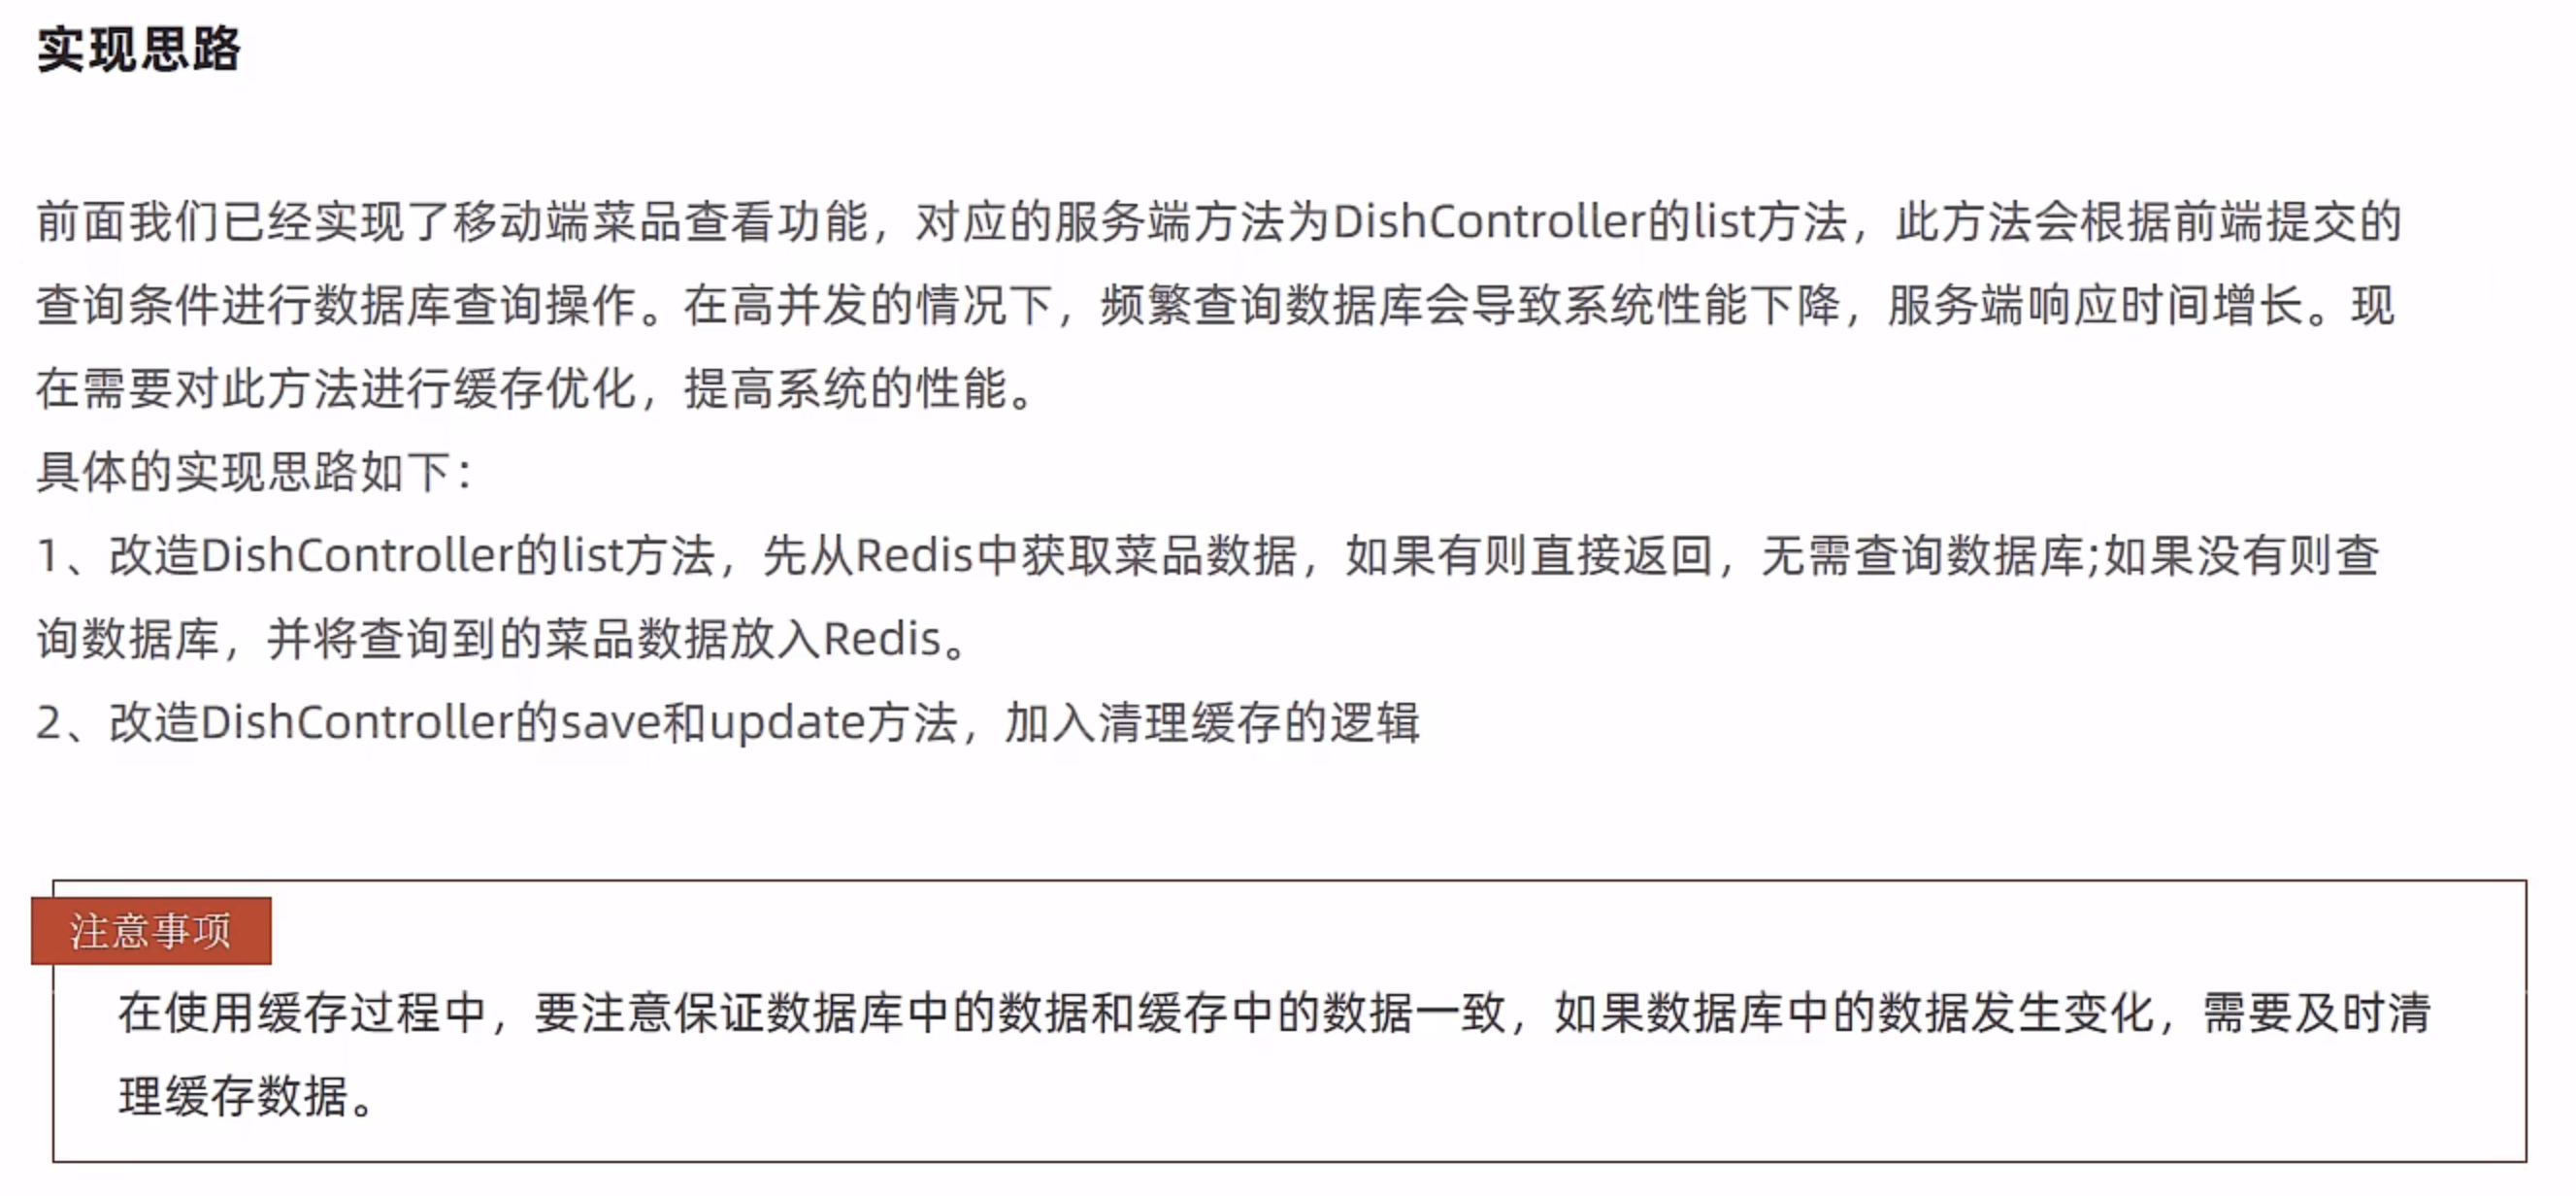 实现思路
前面我们已经实现了移动端菜品查看功能，对应的服务端方法为DishController的list方法，此方法会根据前端提交的
查询条件进行数据库查询操作。在高并发的情况下，频繁查询数据库会导致系统性能下降，服务端响应时间增长。现
在需要对此方法进行缓存优化，提高系统的性能。
具体的实现思路如下：
1、改造DishController的list方法，先从Redis中获取菜品数据，如果有则直接返回，无需查询数据库;如果没有则查
询数据库，并将查询到的菜品数据放入Redis。
2、改造DishController的save和update方法，加入清理缓存的逻辑
注意事项
在使用缓存过程中，要注意保证数据库中的数据和缓存中的数据一致，如果数据库中的数据发生变化，需要及时清
理缓存数据。